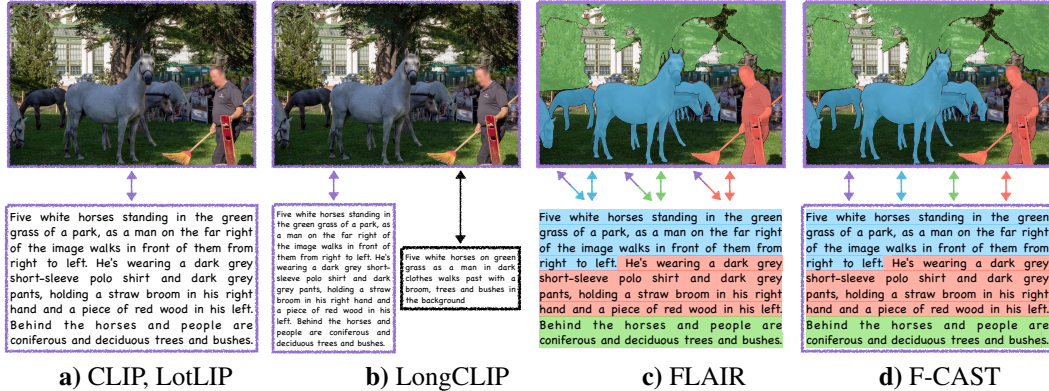 Five white horses standing in the green
grass of a park, as a man on the far right
of the image walks in front of them from
right to left. He's wearing a dark grey
short-sleeve polo shirt and dark grey
pants, holding a straw broom in his right
hand and a piece of red wood in his left.
Behind the horses and people are
coniferous and deciduous trees and bushes.
Five white horses standing in
the green grass of a park, as
a man on the far right of the
image walks in front of
them from right to left. He's
wearing a dark grey short-
sleeve polo shirt and dark
grey pants, holding a straw
broom in his right hand and
a piece of red wood in his
left. Behind the horses and
people are coniferous and
deciduous trees and bushes.
Five white horses on green
grass as a man in dark
clothes walks past with a
broom, trees and bushes in
the background
Five white horses standing in the green
grass of a park, as a man on the far right
of the image walks in front of them from
right to left. He's wearing a dark grey
short-sleeve polo shirt and dark grey
pants, holding a straw broom in his right
hand and a piece of red wood in his left.
Behind the horses and people are
coniferous and deciduous trees and bushes.
Five white horses standing in the green
grass of a park, as a man on the far right
of the image walks in front of them from
right to left. He's wearing a dark grey
short-sleeve polo shirt and dark grey
pants, holding a straw broom in his right
hand and a piece of red wood in his left.
Behind the horses and people are
coniferous and deciduous trees and bushes.
a) CLIP, LotLIP
b) LongCLIP
c) FLAIR
d) F-CAST